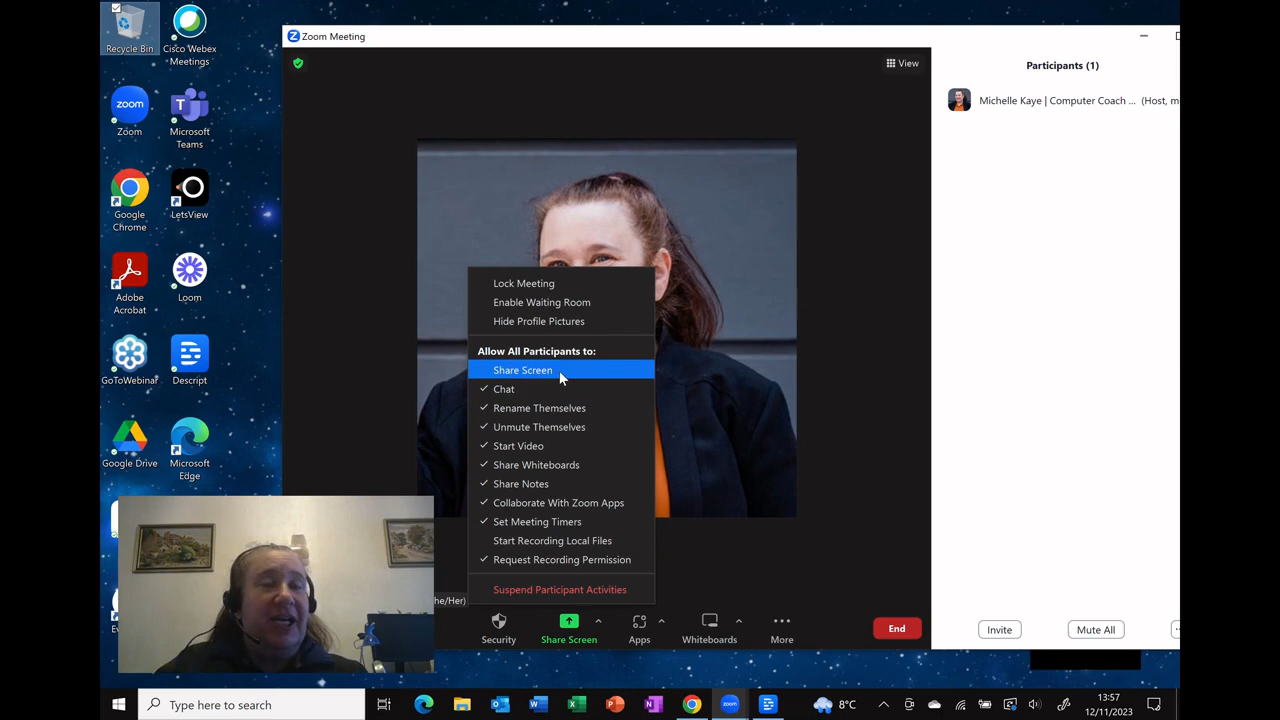 Recycle Bin
Cisco Webex
Meetings
zoom
Zoom
Microsoft
Teams
Google
Chrome
LetsView
Adobe
Acrobat
Loom
GoToWebinar
Descript
Google Drive
Microsoft
Edge
Zoom Meeting
View
Participants (1)
Michelle Kaye | Computer Coach ... (Host, m
Lock Meeting
Enable Waiting Room
Hide Profile Pictures
Allow All Participants to:
Share Screen
Chat
Rename Themselves
Unmute Themselves
Start Video
Share Whiteboards
Share Notes
Collaborate With Zoom Apps
Set Meeting Timers
Start Recording Local Files
Request Recording Permission
Suspend Participant Activities
he/Her)
Security
Share Screen
Apps
Whiteboards
More
End
Invite
Mute All
Type here to search
zoom
8°C
13:57
12/11/2023